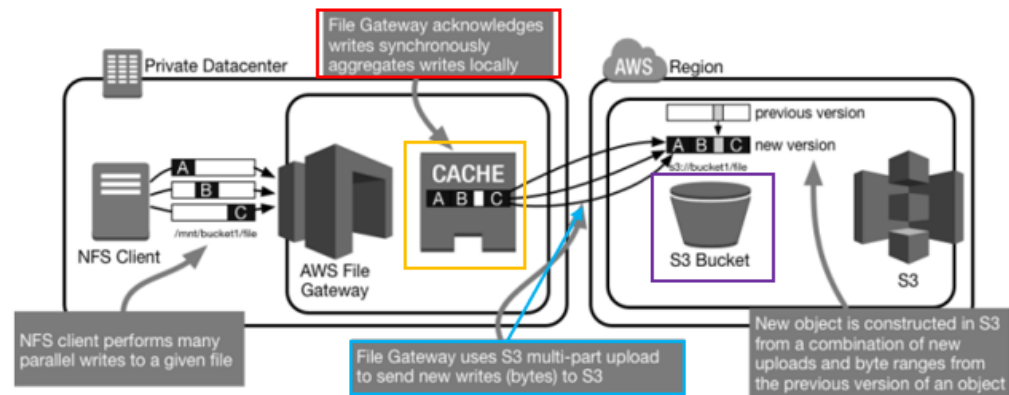 File Gateway acknowledges
writes synchronously
aggregates writes locally
Private Datacenter
AWS
Region
previous version
A B C
new version
s3://bucket1/file
A
B
C
/mnt/bucket1/file
NFS Client
AWS File
Gateway
CACHE
A B C
S3 Bucket
S3
NFS client performs many
parallel writes to a given file
File Gateway uses S3 multi-part upload
to send new writes (bytes) to S3
New object is constructed in S3
from a combination of new
uploads and byte ranges from
the previous version of an object